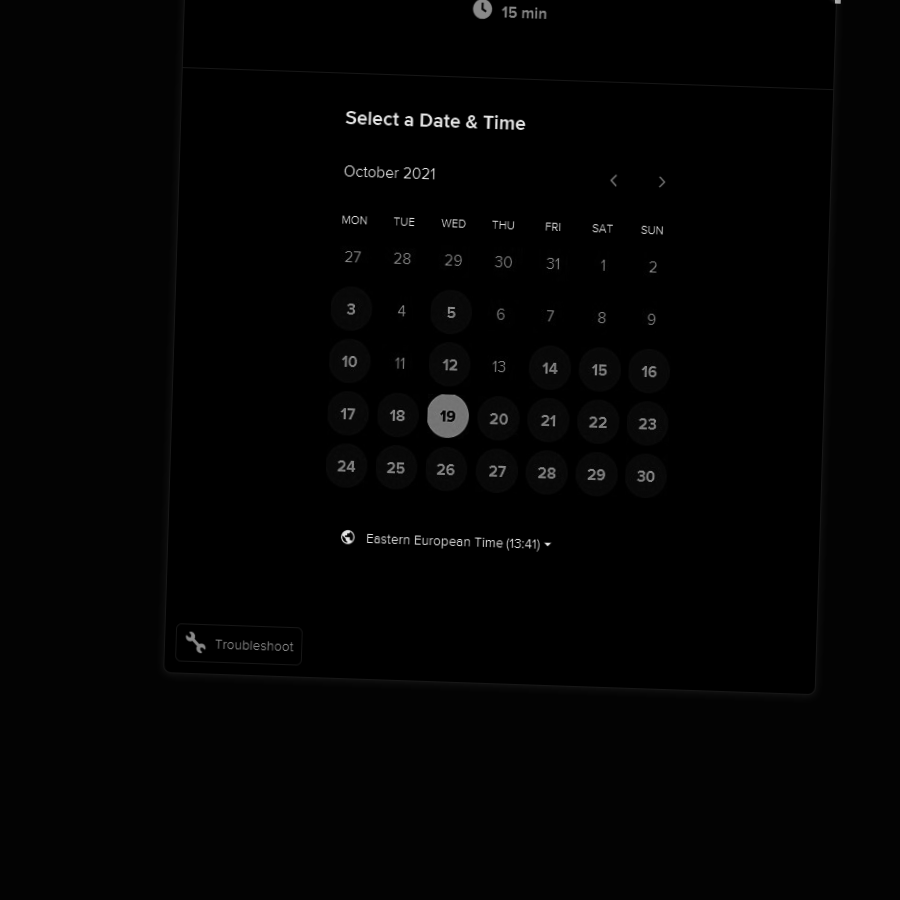 15 min
Select a Date & Time
October 2021
MON TUE WED THU FRI SAT SUN
27 28 29 30 31 1 2
3 4 5 6 7 8 9
10 11 12 13 14 15 16
17 18 19 20 21 22 23
24 25 26 27 28 29 30
Eastern European Time (13:41)
Troubleshoot